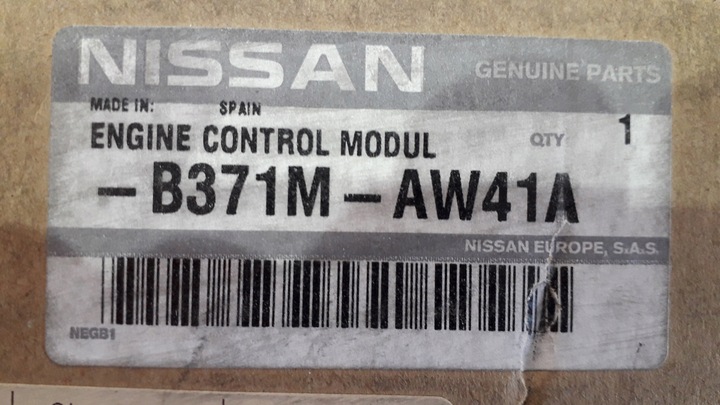 NISSAN GENUINE PARTS
MADE IN: SPAIN
ENGINE CONTROL MODUL QTY 1
-B371M-AW41A
NISSAN EUROPE, S.A.S.
NEGB1